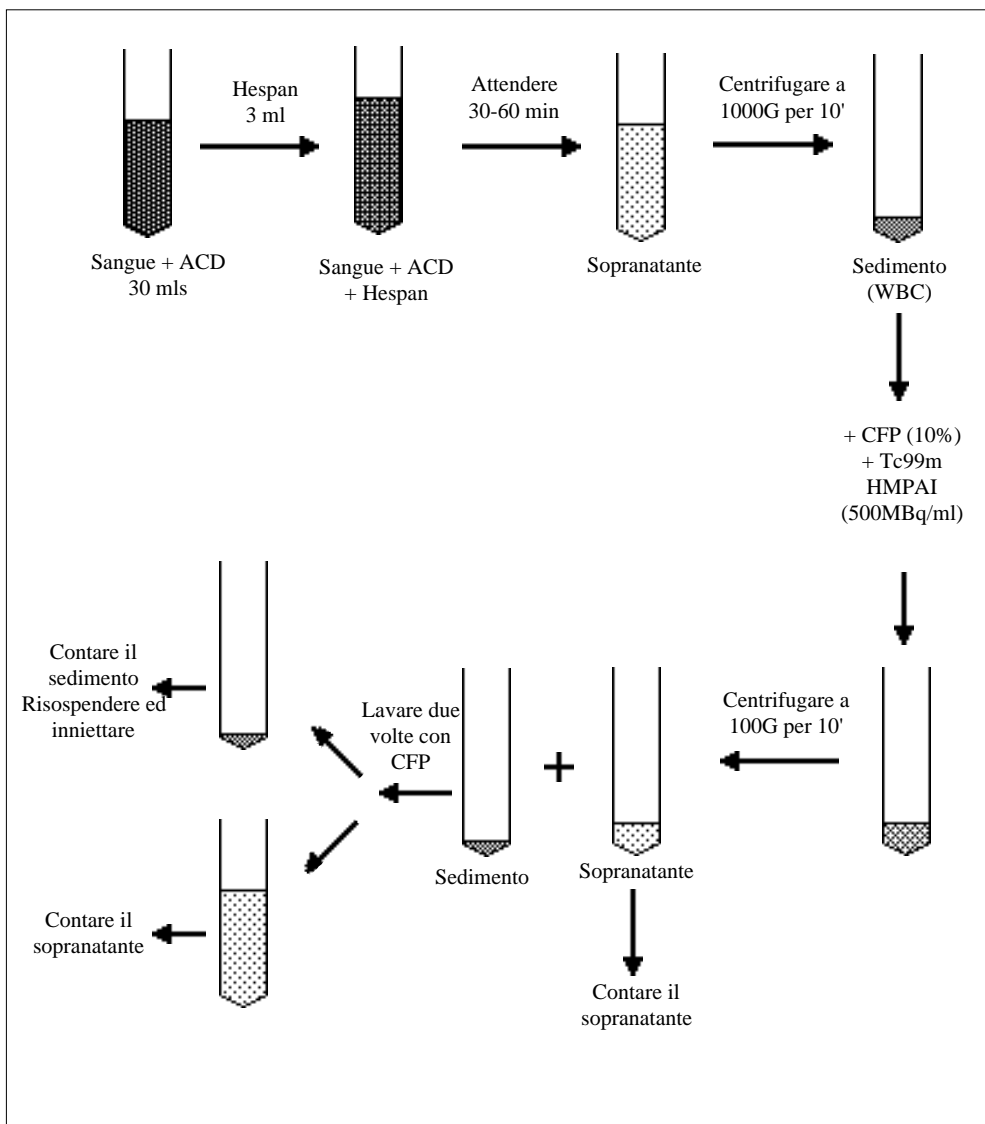 Hespan
3 ml
Attendere
30-60 min
Centrifugare a
1000G per 10'
Sangue + ACD
30 mls
Sangue + ACD
+ Hespan
Sopranatante
Sedimento
(WBC)
+ CFP (10%)
+ Tc99m
HMPAI
(500MBq/ml)
Centrifugare a
100G per 10'
+
Sopranatante
Contare il
sopranatante
Sedimento
Lavare due
volte con
CFP
Contare il
sedimento
Risospendere ed
inniettare
Contare il
sopranatante